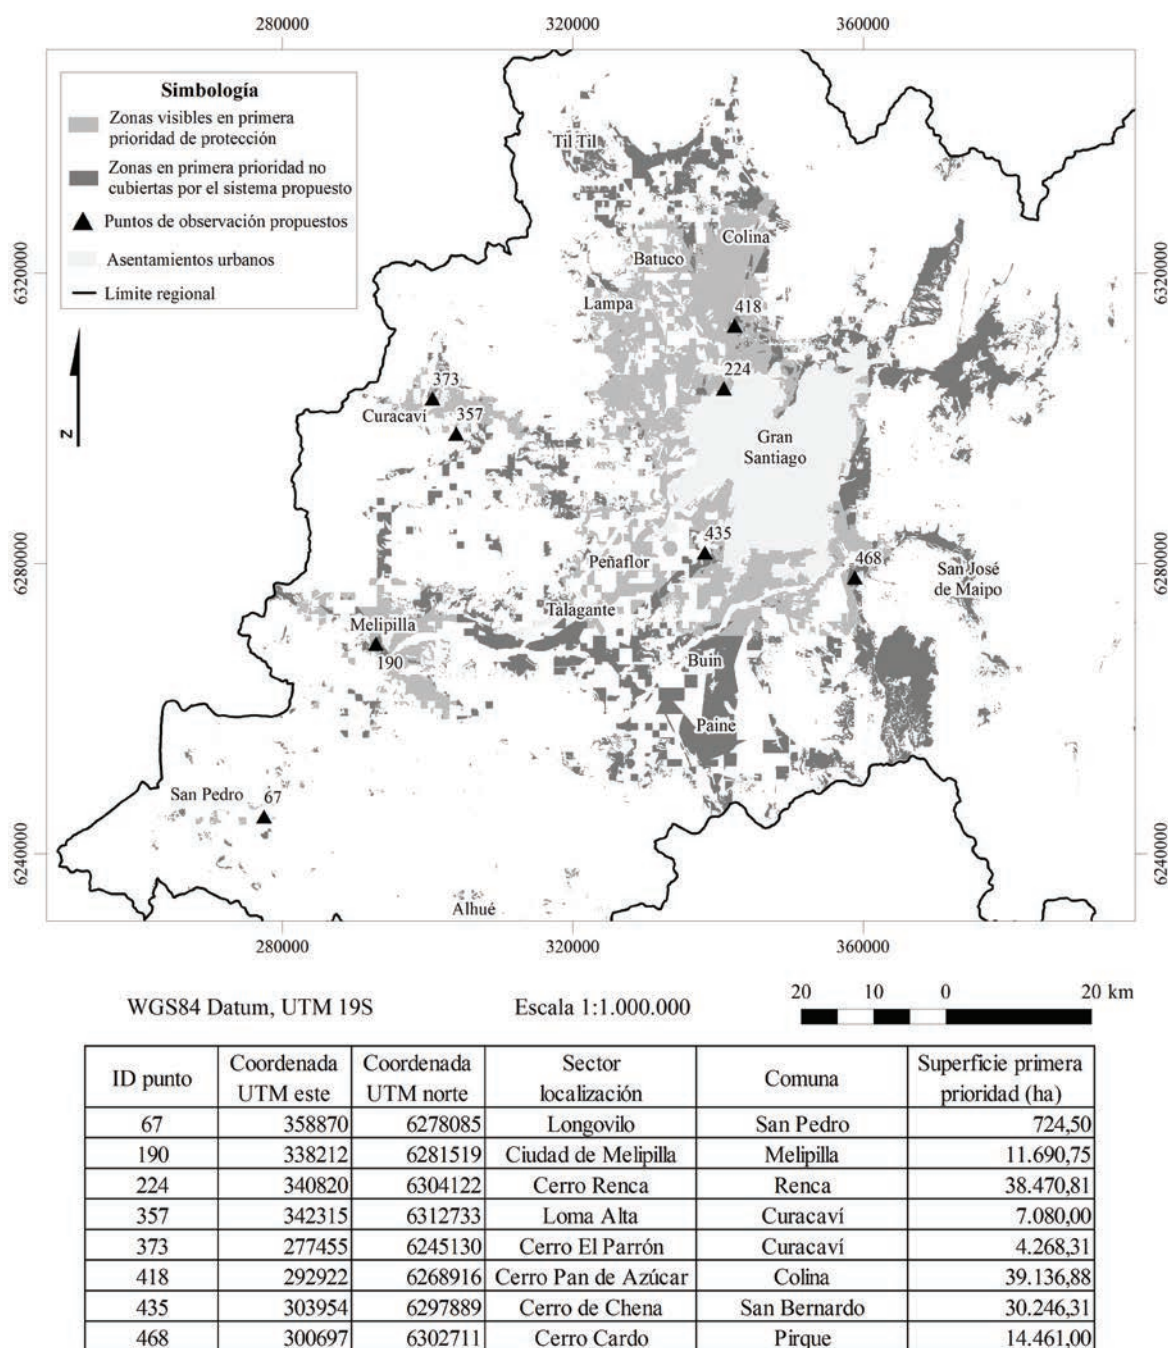 280000
320000
360000
Simbología
Zonas visibles en primera
prioridad de protección
Zonas en primera prioridad no
cubiertas por el sistema propuesto
Puntos de observación propuestos
Asentamientos urbanos
Límite regional
Til Til
Colina
Batuco
Lampa
418
224
373
Curacaví
357
Gran
Santiago
435
468
Peñaflor
San José
de Maipo
Talagante
Melipilla
190
Buin
Paine
San Pedro
67
Alhué
6320000
6280000
6240000
6320000
6280000
6240000
N
280000
320000
360000
WGS84 Datum, UTM 19S
Escala 1:1.000.000
20 10 0 20 km
ID punto Coordenada UTM este Coordenada UTM norte Sector localización Comuna Superficie primera prioridad (ha)
67 358870 6278085 Longovilo San Pedro 724,50
190 338212 6281519 Ciudad de Melipilla Melipilla 11.690,75
224 340820 6304122 Cerro Renca Renca 38.470,81
357 342315 6312733 Loma Alta Curacaví 7.080,00
373 277455 6245130 Cerro El Parrón Curacaví 4.268,31
418 292922 6268916 Cerro Pan de Azúcar Colina 39.136,88
435 303954 6297889 Cerro de Chena San Bernardo 30.246,31
468 300697 6302711 Cerro Cardo Pirque 14.461,00